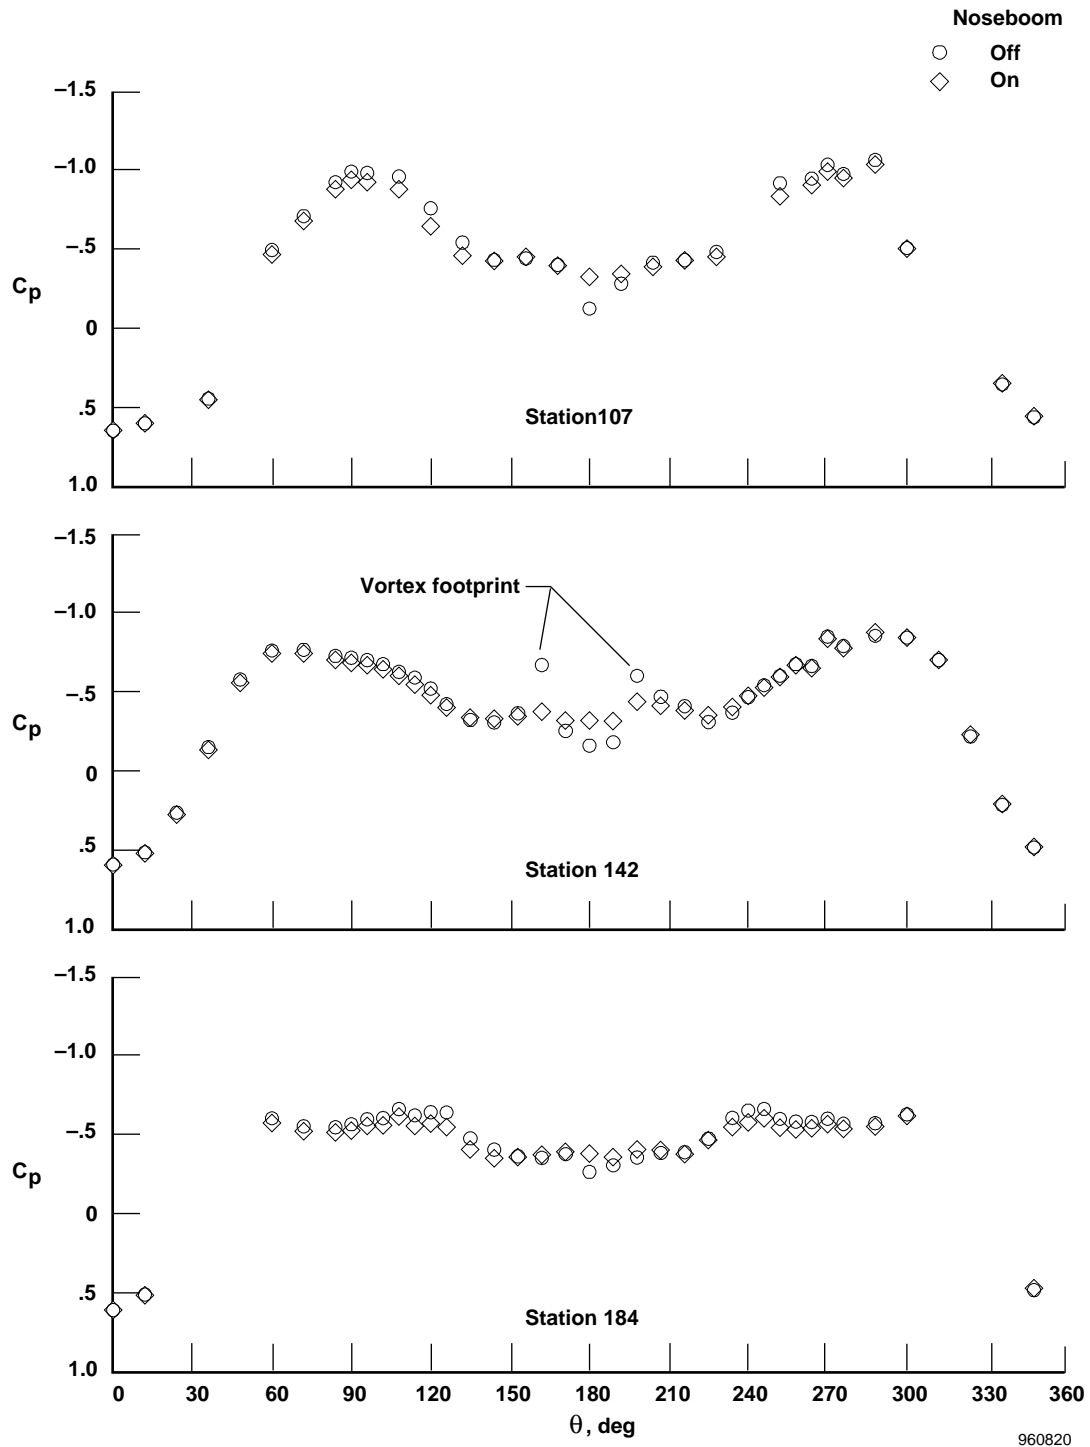 Noseboom
Off
On
–1.5
–1.0
–.5
Cp
0
.5
Station107
1.0
–1.5
Vortex footprint
–1.0
–.5
Cp
0
.5
Station 142
1.0
–1.5
–1.0
–.5
Cp
0
.5
Station 184
1.0
0 30 60 90 120 150 180 210 240 270 300 330 360
θ, deg
960820